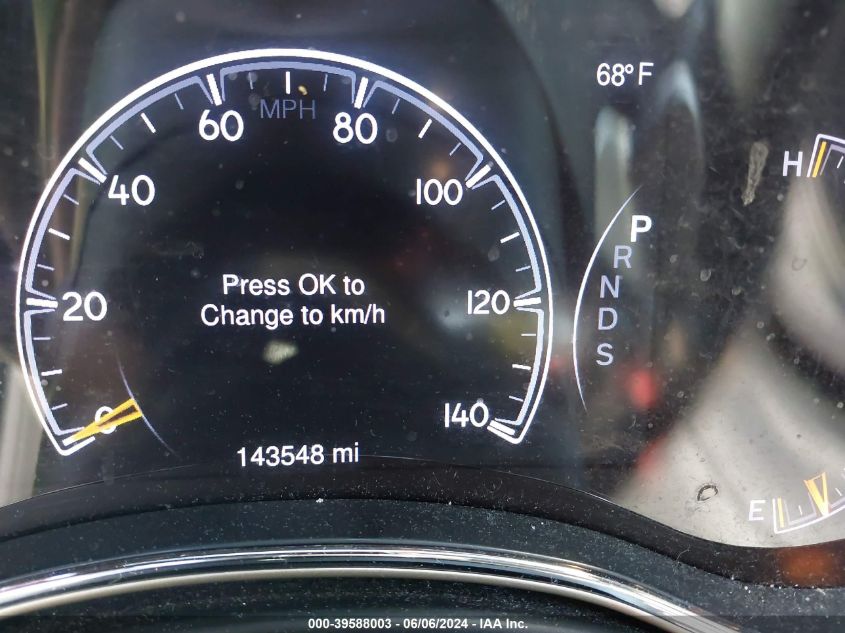 68°F
MPH
60
80
40
100
H
P
R
N
D
S
Press OK to
Change to km/h
20
120
0
140
143548 mi
E
000-39588003 - 06/06/2024 - IAA Inc.